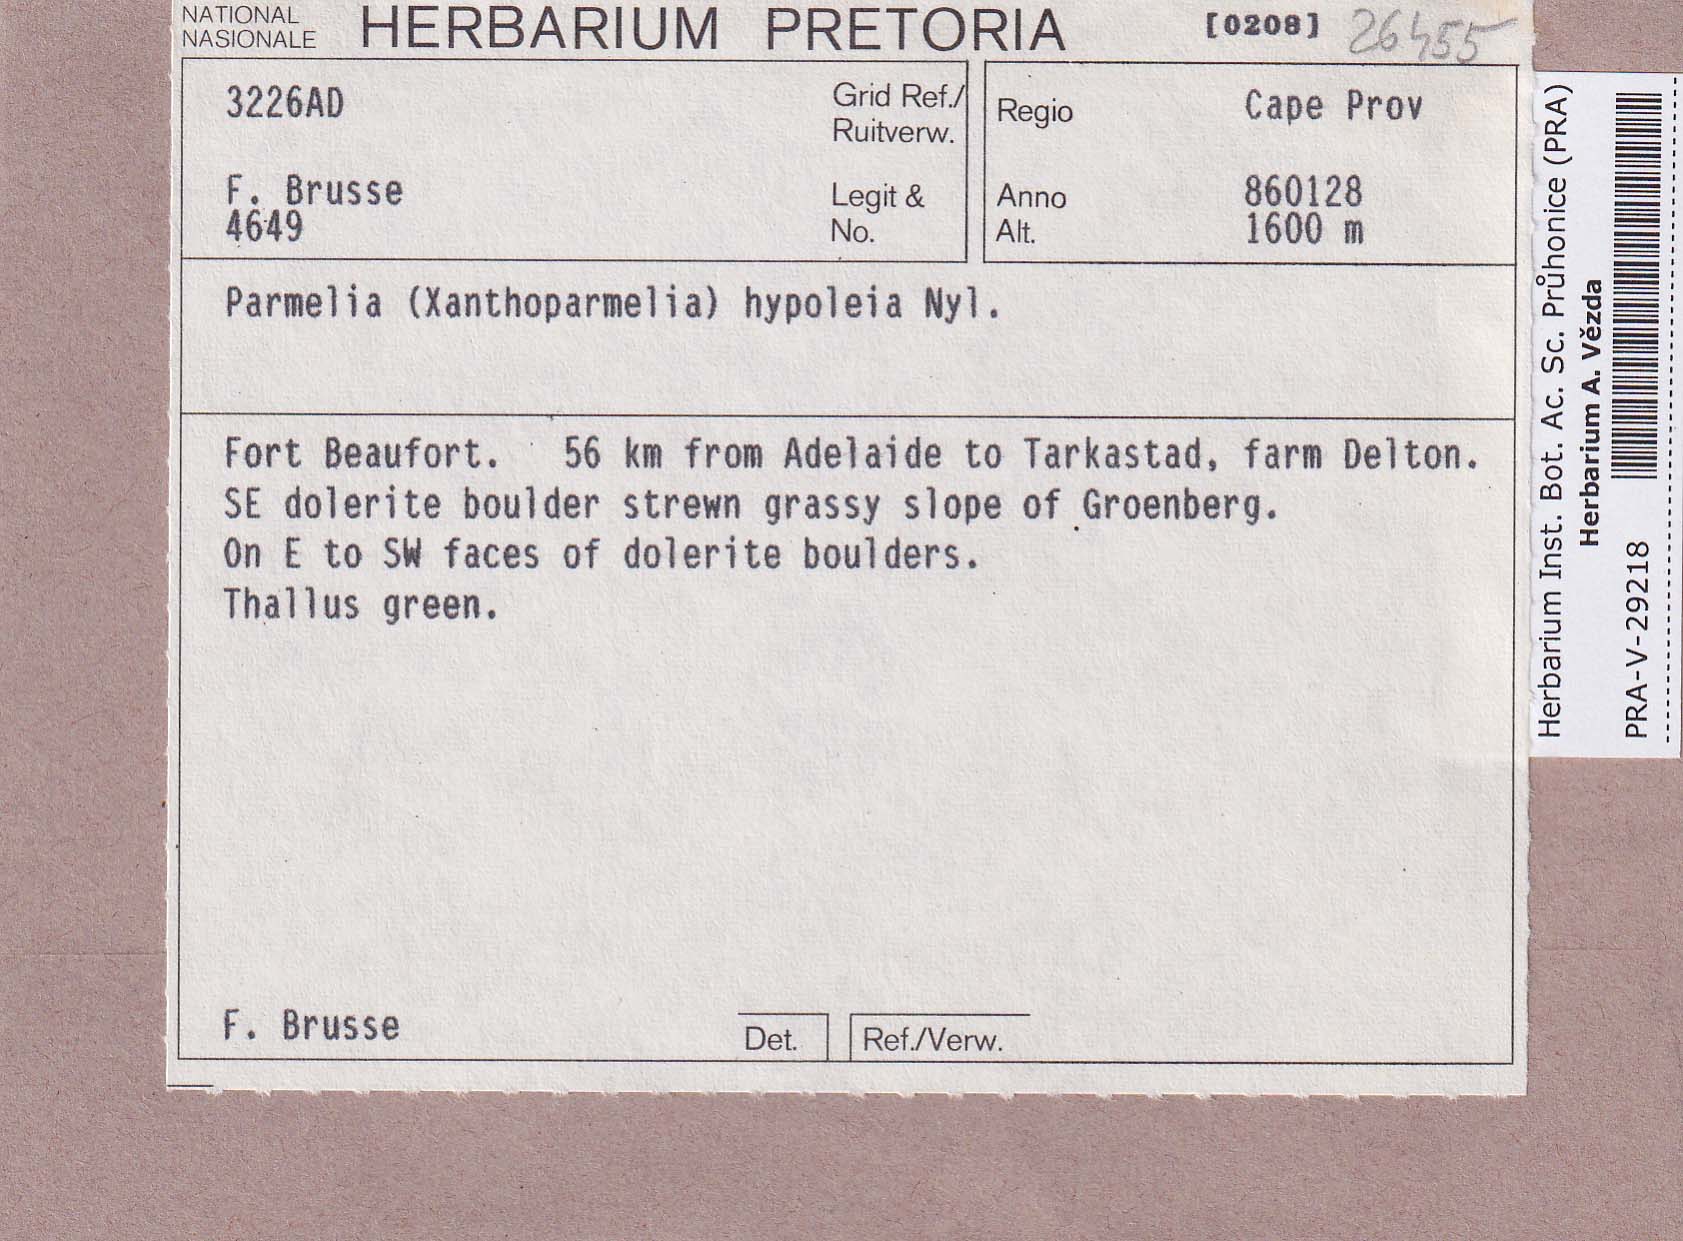 NATIONAL
NASIONALE
HERBARIUM PRETORIA
[0208] 26455
3226AD
Grid Ref./
Ruitverw.
F. Brusse
4649
Legit &
No.
Regio Cape Prov
Anno 860128
Alt. 1600 m
Parmelia (Xanthoparmelia) hypoleia Nyl.
Fort Beaufort. 56 km from Adelaide to Tarkastad, farm Delton.
SE dolerite boulder strewn grassy slope of Groenberg.
On E to SW faces of dolerite boulders.
Thallus green.
F. Brusse
Det.
Ref./Verw.
Herbarium Inst. Bot. Ac. Sc. Průhonice (PRA)
Herbarium A. Vězda
PRA-V-29218